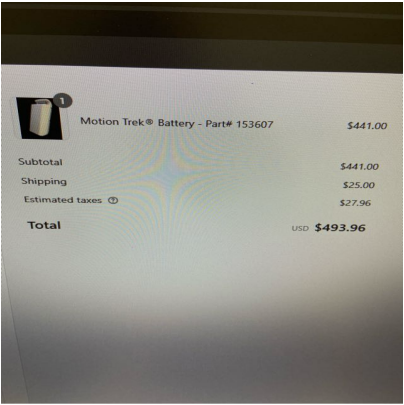 1
Motion Trek® Battery - Part# 153607 $441.00
Subtotal $441.00
Shipping $25.00
Estimated taxes ? $27.96
Total USD $493.96